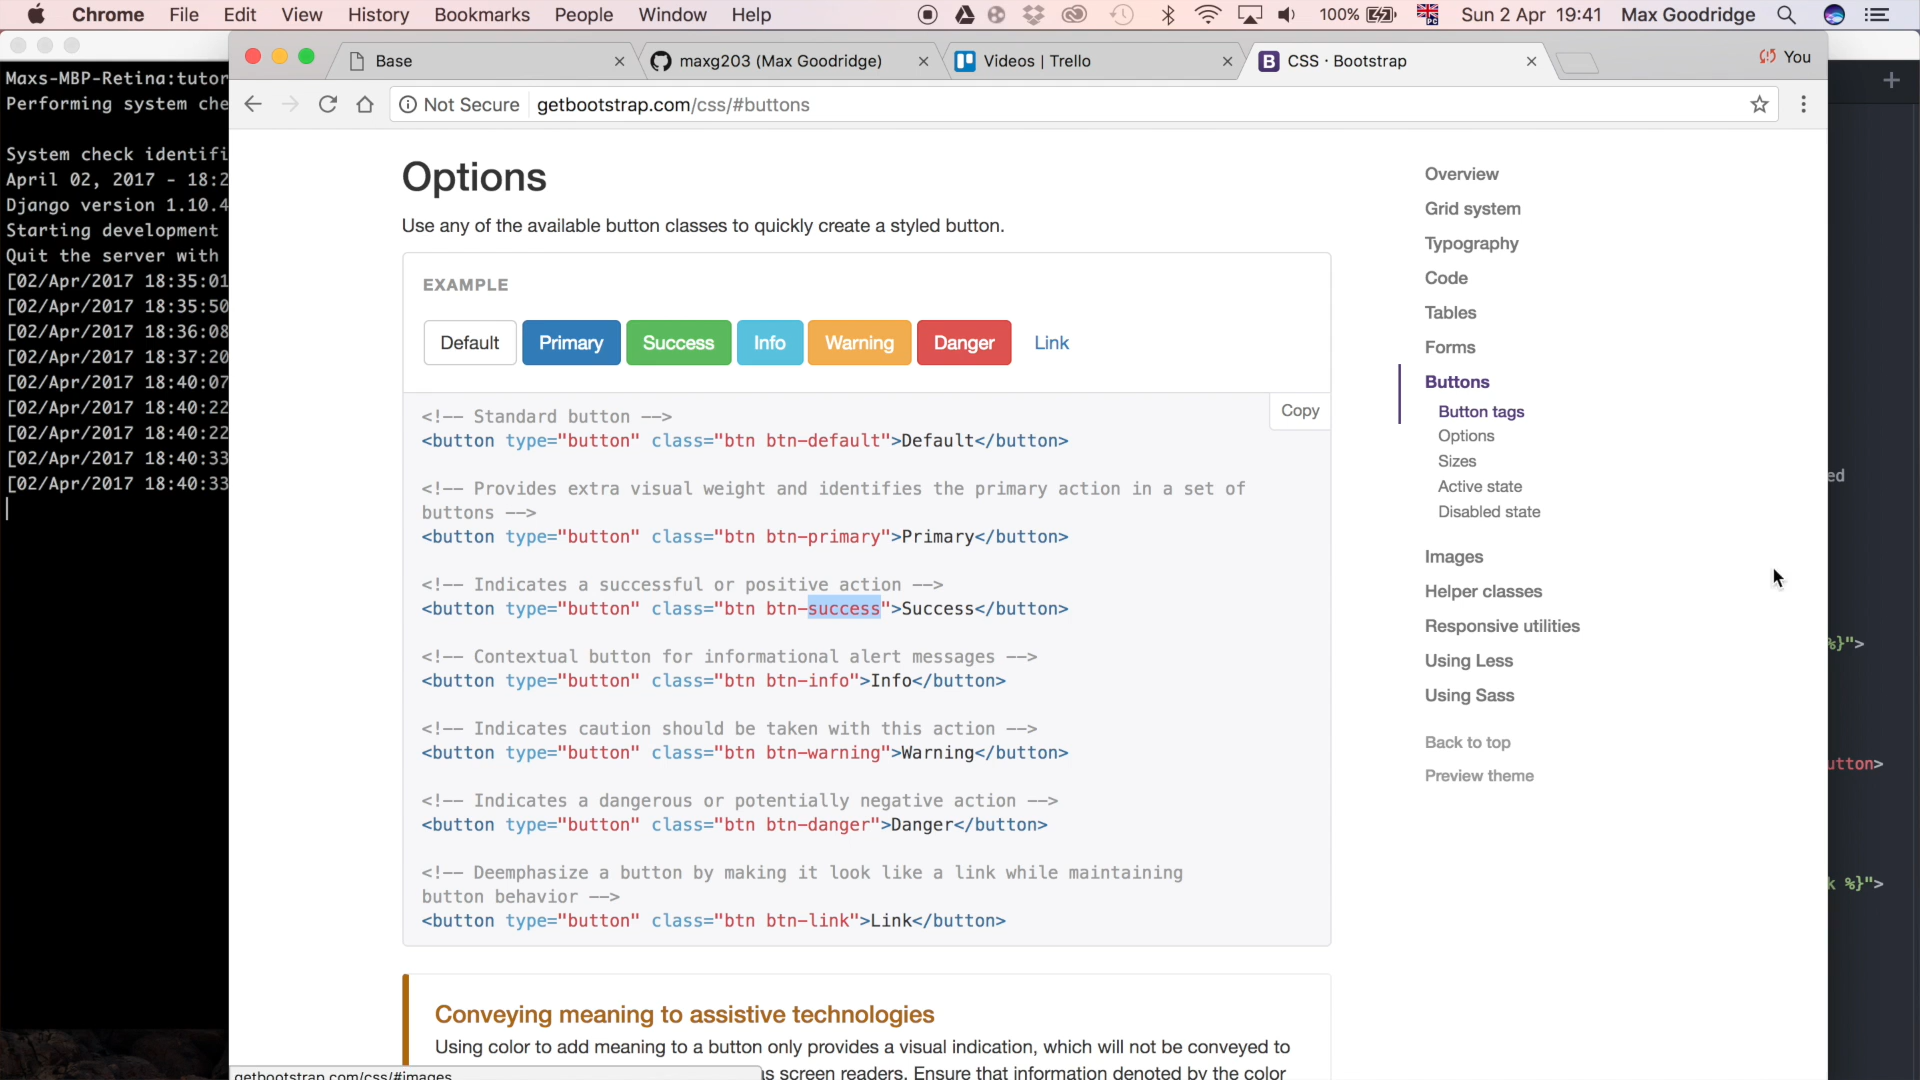 Chrome File Edit View History Bookmarks People Window Help 100% Sun 2 Apr 19:41 Max Goodridge
Base maxg203 (Max Goodridge) Videos | Trello CSS · Bootstrap You
Not Secure getbootstrap.com/css/#buttons
Maxs-MBP-Retina:tutor
Performing system che
System check identifi
April 02, 2017 - 18:2
Django version 1.10.4
Starting development
Quit the server with
[02/Apr/2017 18:35:01
[02/Apr/2017 18:35:50
[02/Apr/2017 18:36:08
[02/Apr/2017 18:37:20
[02/Apr/2017 18:40:07
[02/Apr/2017 18:40:22
[02/Apr/2017 18:40:22
[02/Apr/2017 18:40:33
[02/Apr/2017 18:40:33
Options
Use any of the available button classes to quickly create a styled button.
EXAMPLE
Default Primary Success Info Warning Danger Link
Copy
<!-- Standard button -->
<button type="button" class="btn btn-default">Default</button>
<!-- Provides extra visual weight and identifies the primary action in a set of
buttons -->
<button type="button" class="btn btn-primary">Primary</button>
<!-- Indicates a successful or positive action -->
<button type="button" class="btn btn-success">Success</button>
<!-- Contextual button for informational alert messages -->
<button type="button" class="btn btn-info">Info</button>
<!-- Indicates caution should be taken with this action -->
<button type="button" class="btn btn-warning">Warning</button>
<!-- Indicates a dangerous or potentially negative action -->
<button type="button" class="btn btn-danger">Danger</button>
<!-- Deemphasize a button by making it look like a link while maintaining
button behavior -->
<button type="button" class="btn btn-link">Link</button>
Conveying meaning to assistive technologies
Using color to add meaning to a button only provides a visual indication, which will not be conveyed to
as screen readers. Ensure that information denoted by the color
getbootstrap.com/css/#images
Overview
Grid system
Typography
Code
Tables
Forms
Buttons
Button tags
Options
Sizes
Active state
Disabled state
Images
Helper classes
Responsive utilities
Using Less
Using Sass
Back to top
Preview theme
ed
%}">
utton>
k %}">